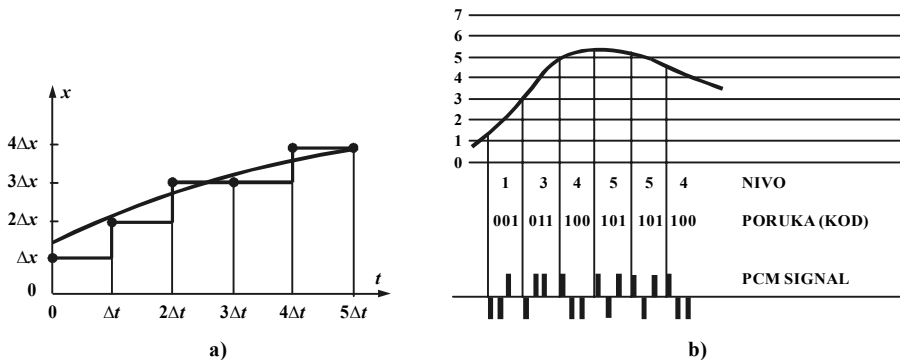 x
4Δx
3Δx
2Δx
Δx
0
0 Δt 2Δt 3Δt 4Δt 5Δt
t
a)
7
6
5
4
3
2
1
0
1 3 4 5 5 4 NIVO
001 011 100 101 101 100 PORUKA (KOD)
PCM SIGNAL
b)